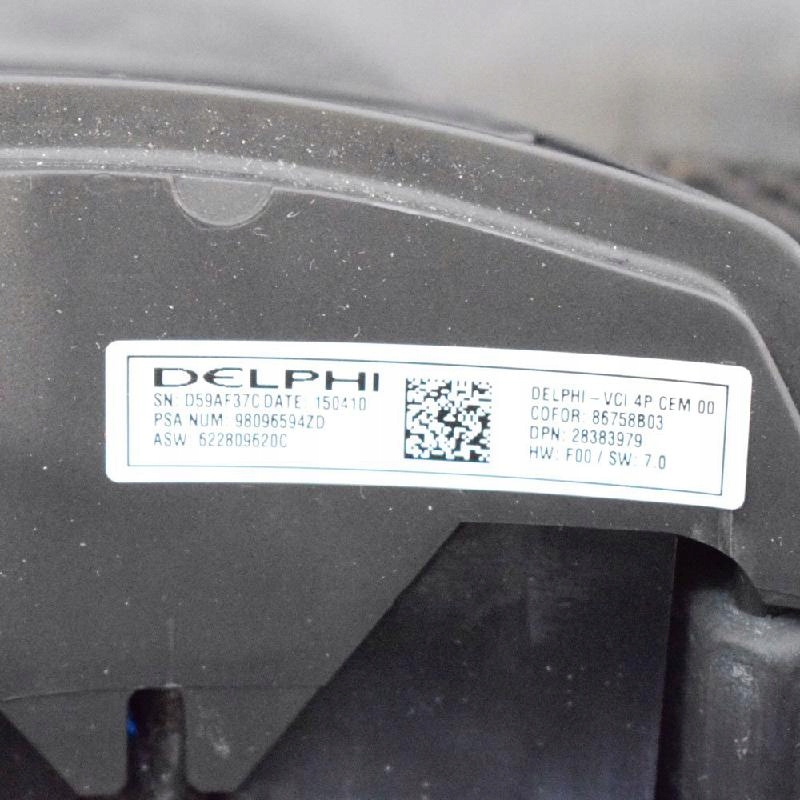 DELPHI
SN: D59AF37C DATE: 150410
PSA NUM: 98096594ZD
ASW: 622809620C
DELPHI - VCI 4P CEM 00
COFOR: 86758B03
DPN: 28383979
HW: F00 / SW: 7.0